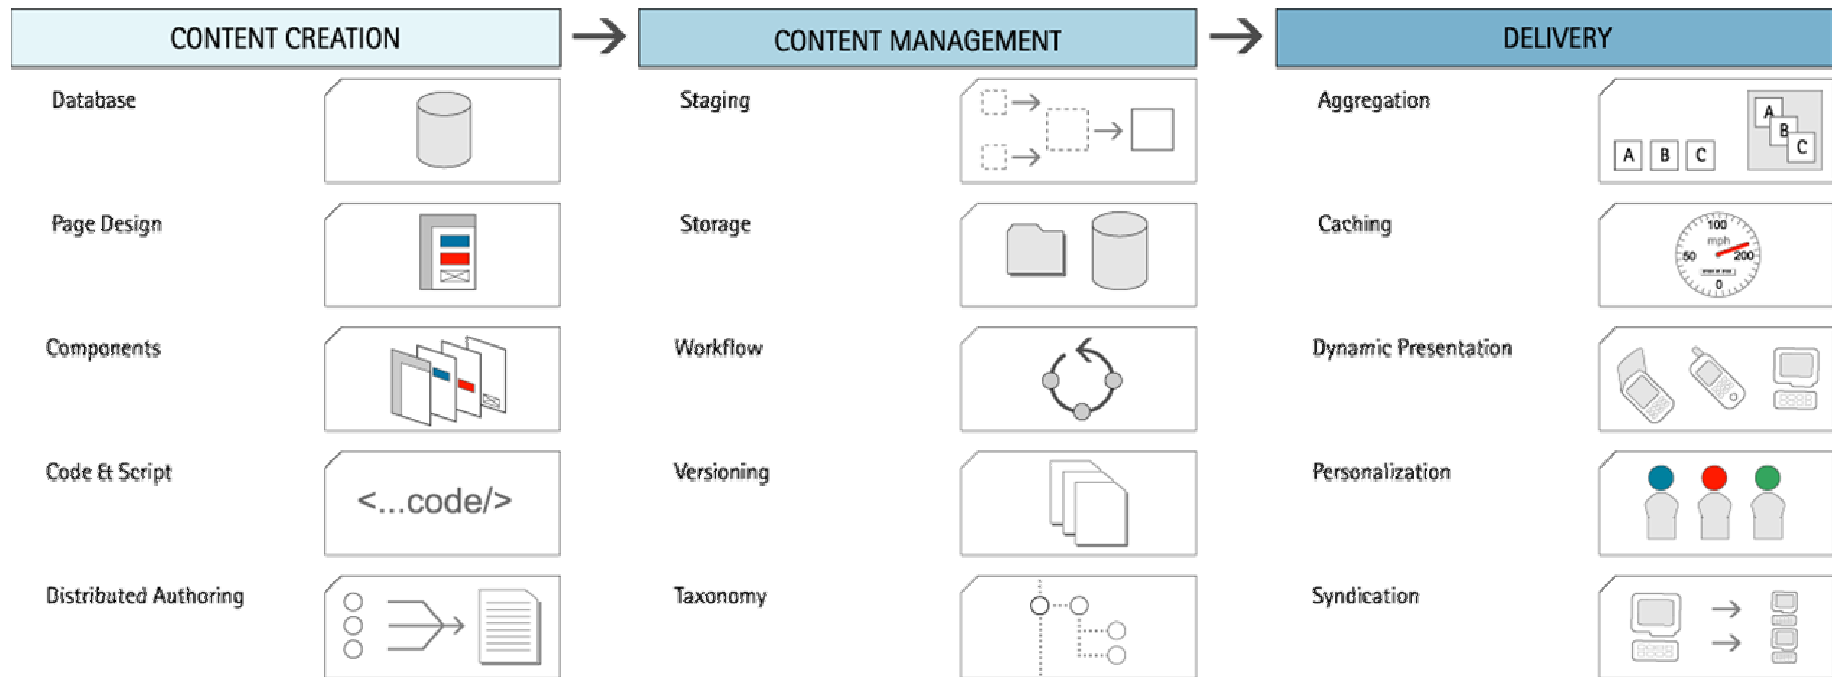 CONTENT CREATION
CONTENT MANAGEMENT
DELIVERY
Database
Staging
Aggregation
A B C
A
B
C
Page Design
Storage
Caching
100
mph
50
200
0
Components
Workflow
Dynamic Presentation
Code & Script
<...code/>
Versioning
Personalization
Distributed Authoring
Taxonomy
Syndication